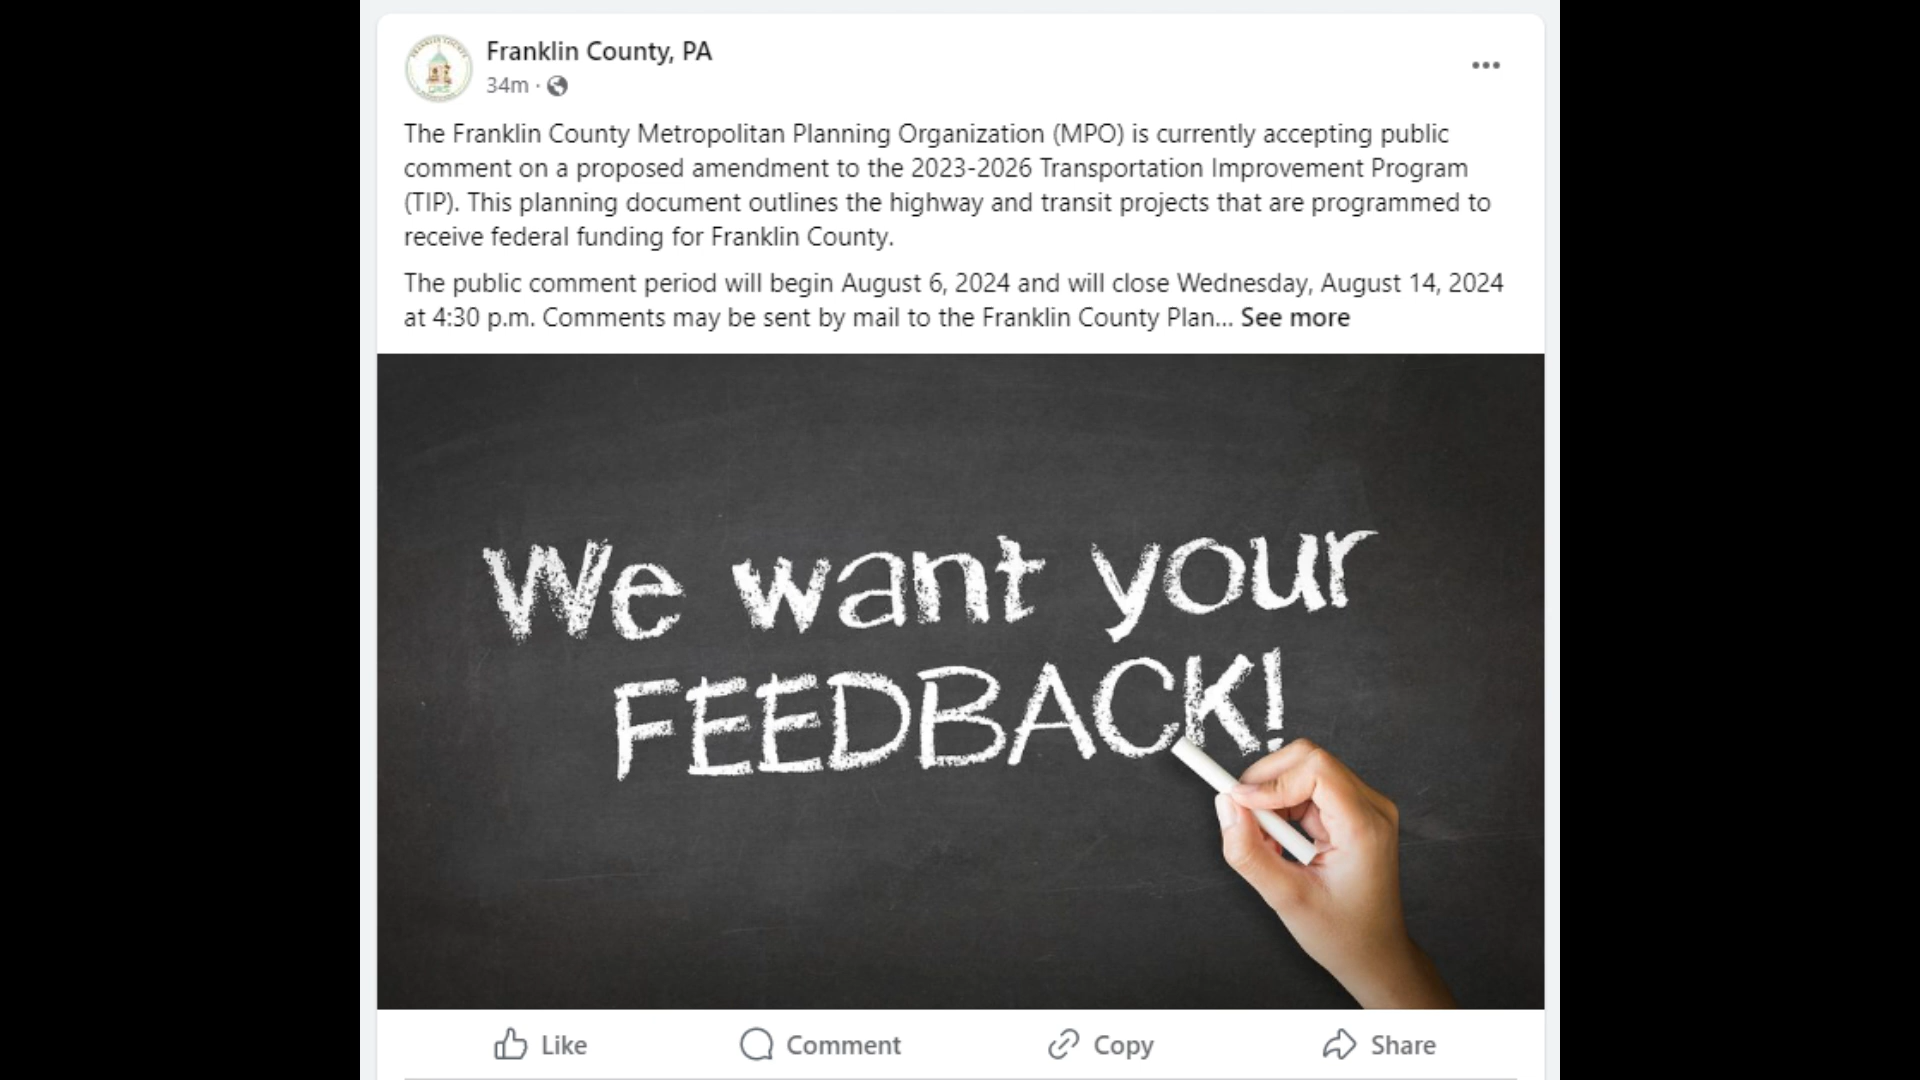 Franklin County, PA
34m ·
The Franklin County Metropolitan Planning Organization (MPO) is currently accepting public
comment on a proposed amendment to the 2023-2026 Transportation Improvement Program
(TIP). This planning document outlines the highway and transit projects that are programmed to
receive federal funding for Franklin County.
The public comment period will begin August 6, 2024 and will close Wednesday, August 14, 2024
at 4:30 p.m. Comments may be sent by mail to the Franklin County Plan... See more
We want your
FEEDBACK!
Like Comment Copy Share